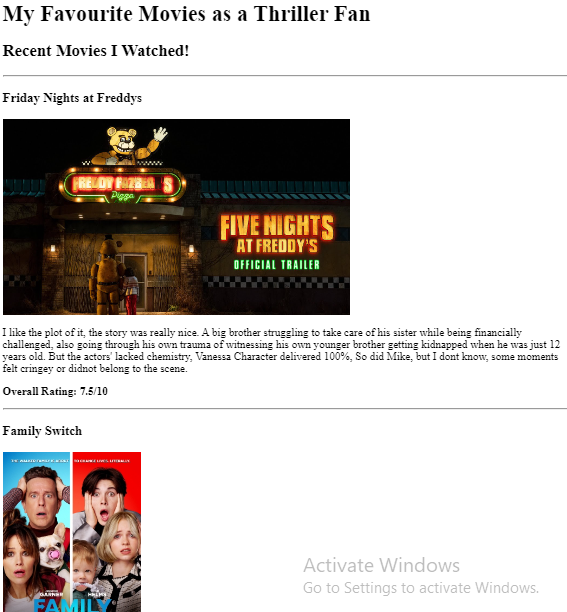 My Favourite Movies as a Thriller Fan
Recent Movies I Watched!
Friday Nights at Freddys
Pizza
FIVE NIGHTS
AT FREDDY'S
OFFICIAL TRAILER
I like the plot of it, the story was really nice. A big brother struggling to take care of his sister while being financially
challenged, also going through his own trauma of witnessing his own younger brother getting kidnapped when he was just 12
years old. But the actors' lacked chemistry, Vanessa Character delivered 100%, So did Mike, but I dont know, some moments
felt cringey or didnot belong to the scene.
Overall Rating: 7.5/10
Family Switch
GARNER HELMS
FAMILY
Activate Windows
Go to Settings to activate Windows.